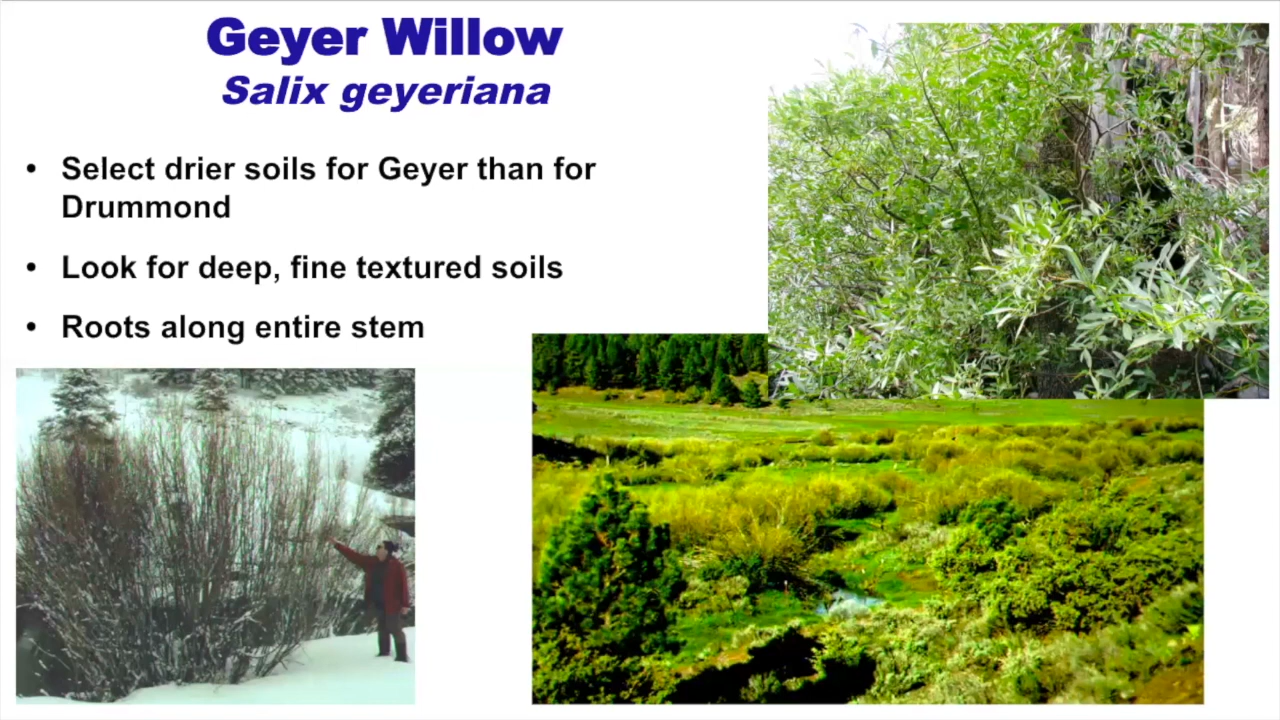 Geyer Willow
Salix geyeriana
• Select drier soils for Geyer than for
Drummond
• Look for deep, fine textured soils
• Roots along entire stem